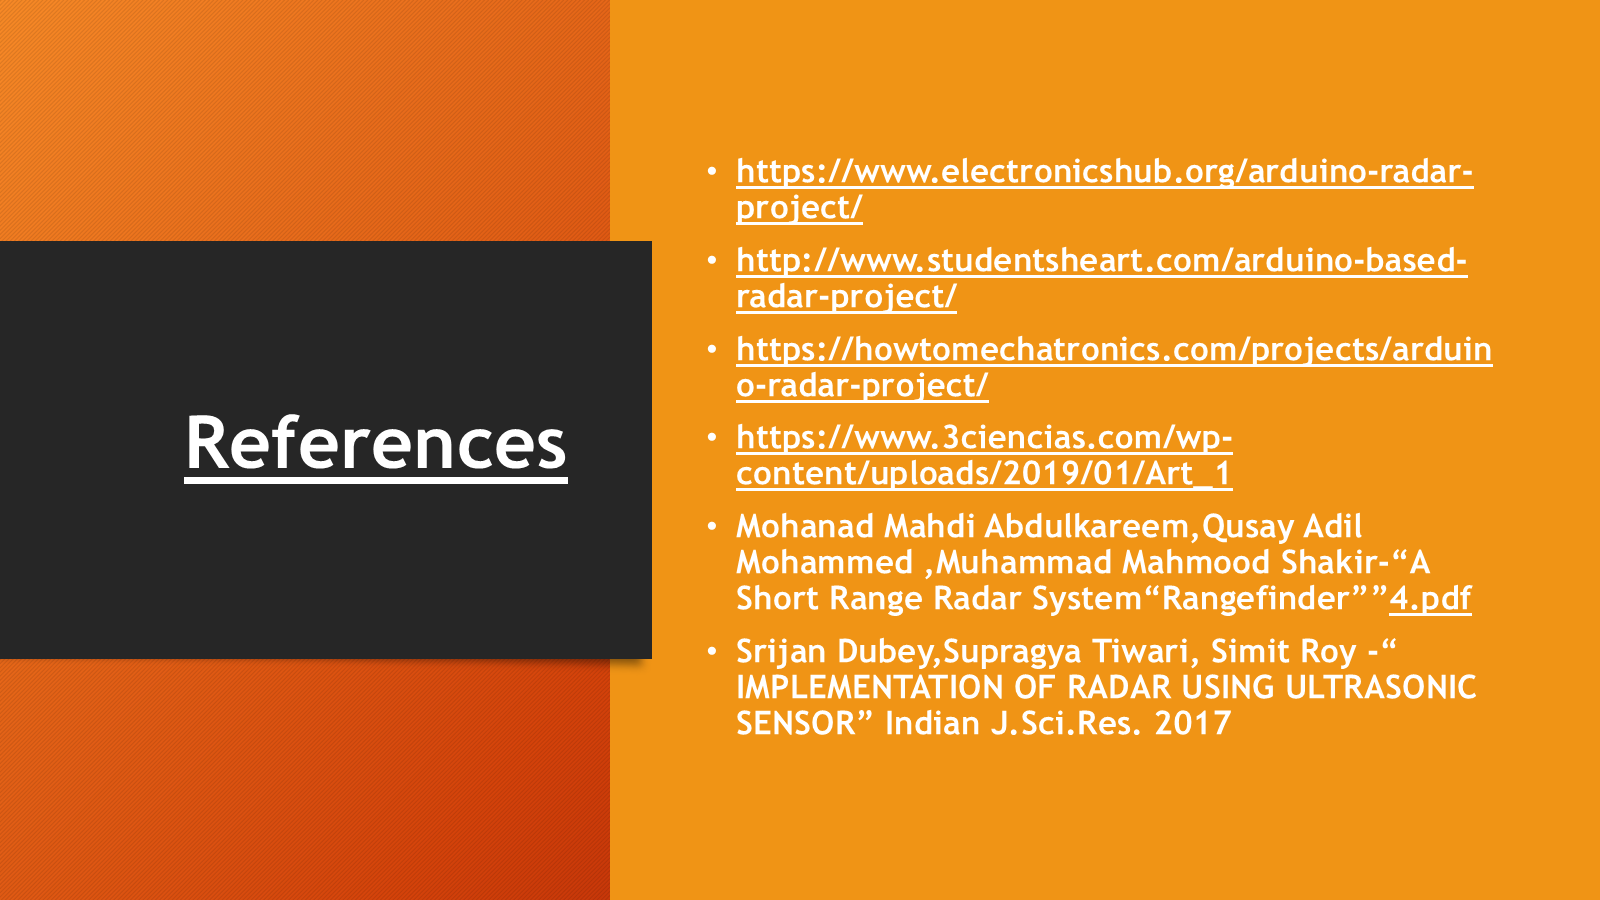 References
• https://www.electronicshub.org/arduino-radar-
project/
• http://www.studentsheart.com/arduino-based-
radar-project/
• https://howtomechatronics.com/projects/arduin
o-radar-project/
• https://www.3ciencias.com/wp-
content/uploads/2019/01/Art_1
• Mohanad Mahdi Abdulkareem,Qusay Adil
Mohammed ,Muhammad Mahmood Shakir-“A
Short Range Radar System“Rangefinder””4.pdf
• Srijan Dubey,Supragya Tiwari, Simit Roy -“
IMPLEMENTATION OF RADAR USING ULTRASONIC
SENSOR” Indian J.Sci.Res. 2017